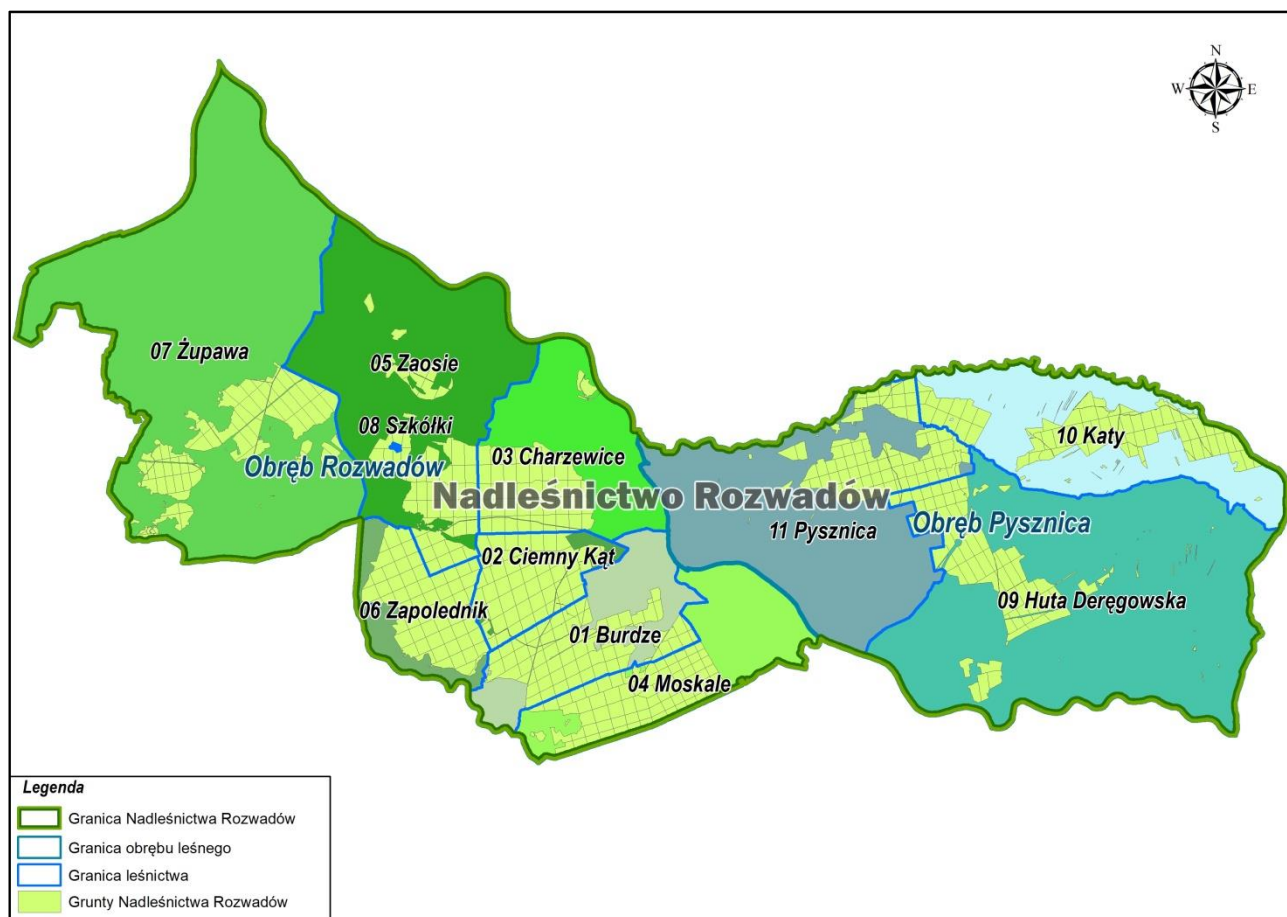 N
W E
S
07 Żupawa
05 Zaosie
08 Szkółki
Obręb Rozwadów
03 Charzewice
10 Katy
Nadleśnictwo Rozwadów
11 Pysznica
Obręb Pysznica
02 Ciemny Kąt
06 Zapolednik
01 Burdze
09 Huta Deręgowska
04 Moskale
Legenda
Granica Nadleśnictwa Rozwadów
Granica obrębu leśnego
Granica leśnictwa
Grunty Nadleśnictwa Rozwadów